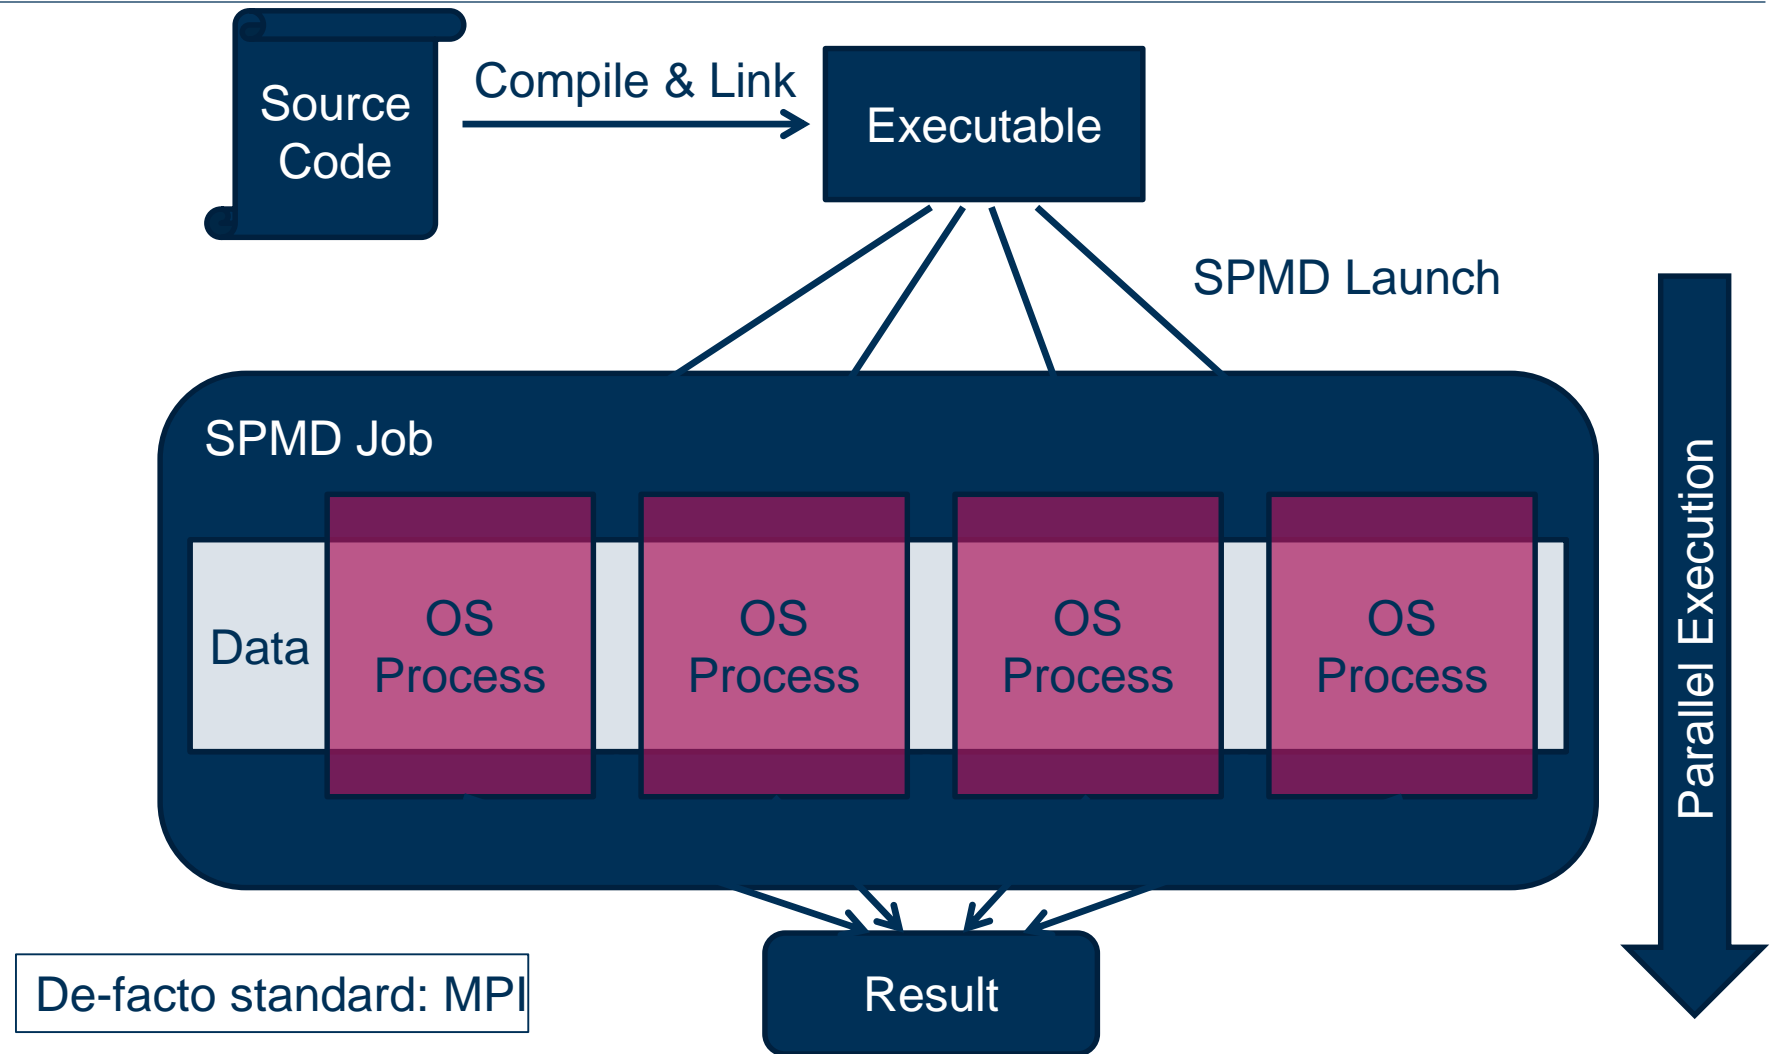 Source
Code
Compile & Link
Executable
SPMD Launch
SPMD Job
Data
OS
Process
OS
Process
OS
Process
OS
Process
Parallel Execution
De-facto standard: MPI
Result